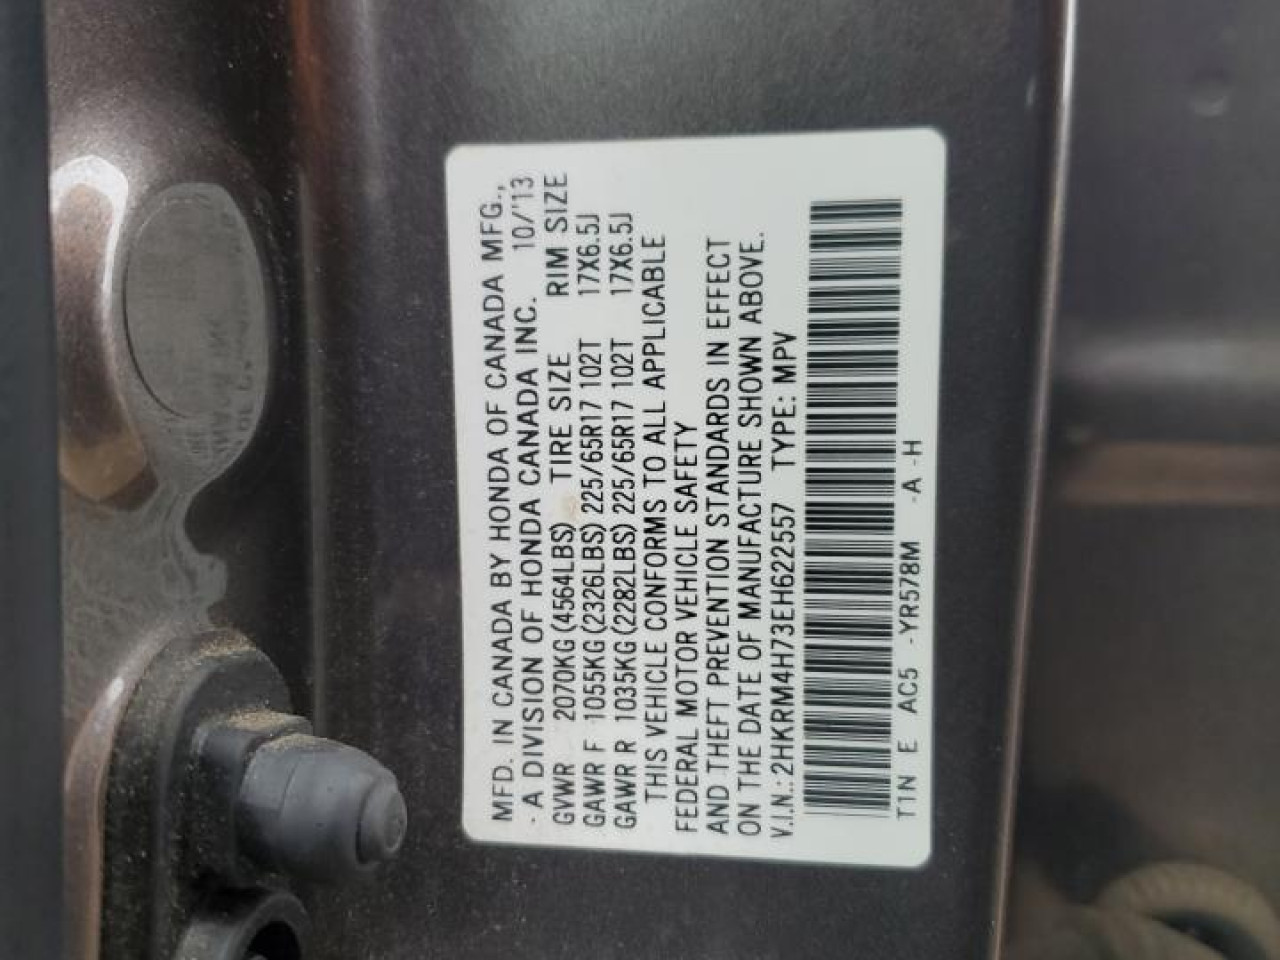 MFD. IN CANADA BY HONDA OF CANADA MFG.,
- A DIVISION OF HONDA CANADA INC. 10/'13
GVWR 2070KG (4564LBS) TIRE SIZE RIM SIZE
GAWR F 1055KG (2326LBS) 225/65R17 102T 17X6.5J
GAWR R 1035KG (2282LBS) 225/65R17 102T 17X6.5J
THIS VEHICLE CONFORMS TO ALL APPLICABLE
FEDERAL MOTOR VEHICLE SAFETY
AND THEFT PREVENTION STANDARDS IN EFFECT
ON THE DATE OF MANUFACTURE SHOWN ABOVE.
V.I.N.: 2HKRM4H73EH622557 TYPE: MPV
T1N E AC5 -YR578M -A -H